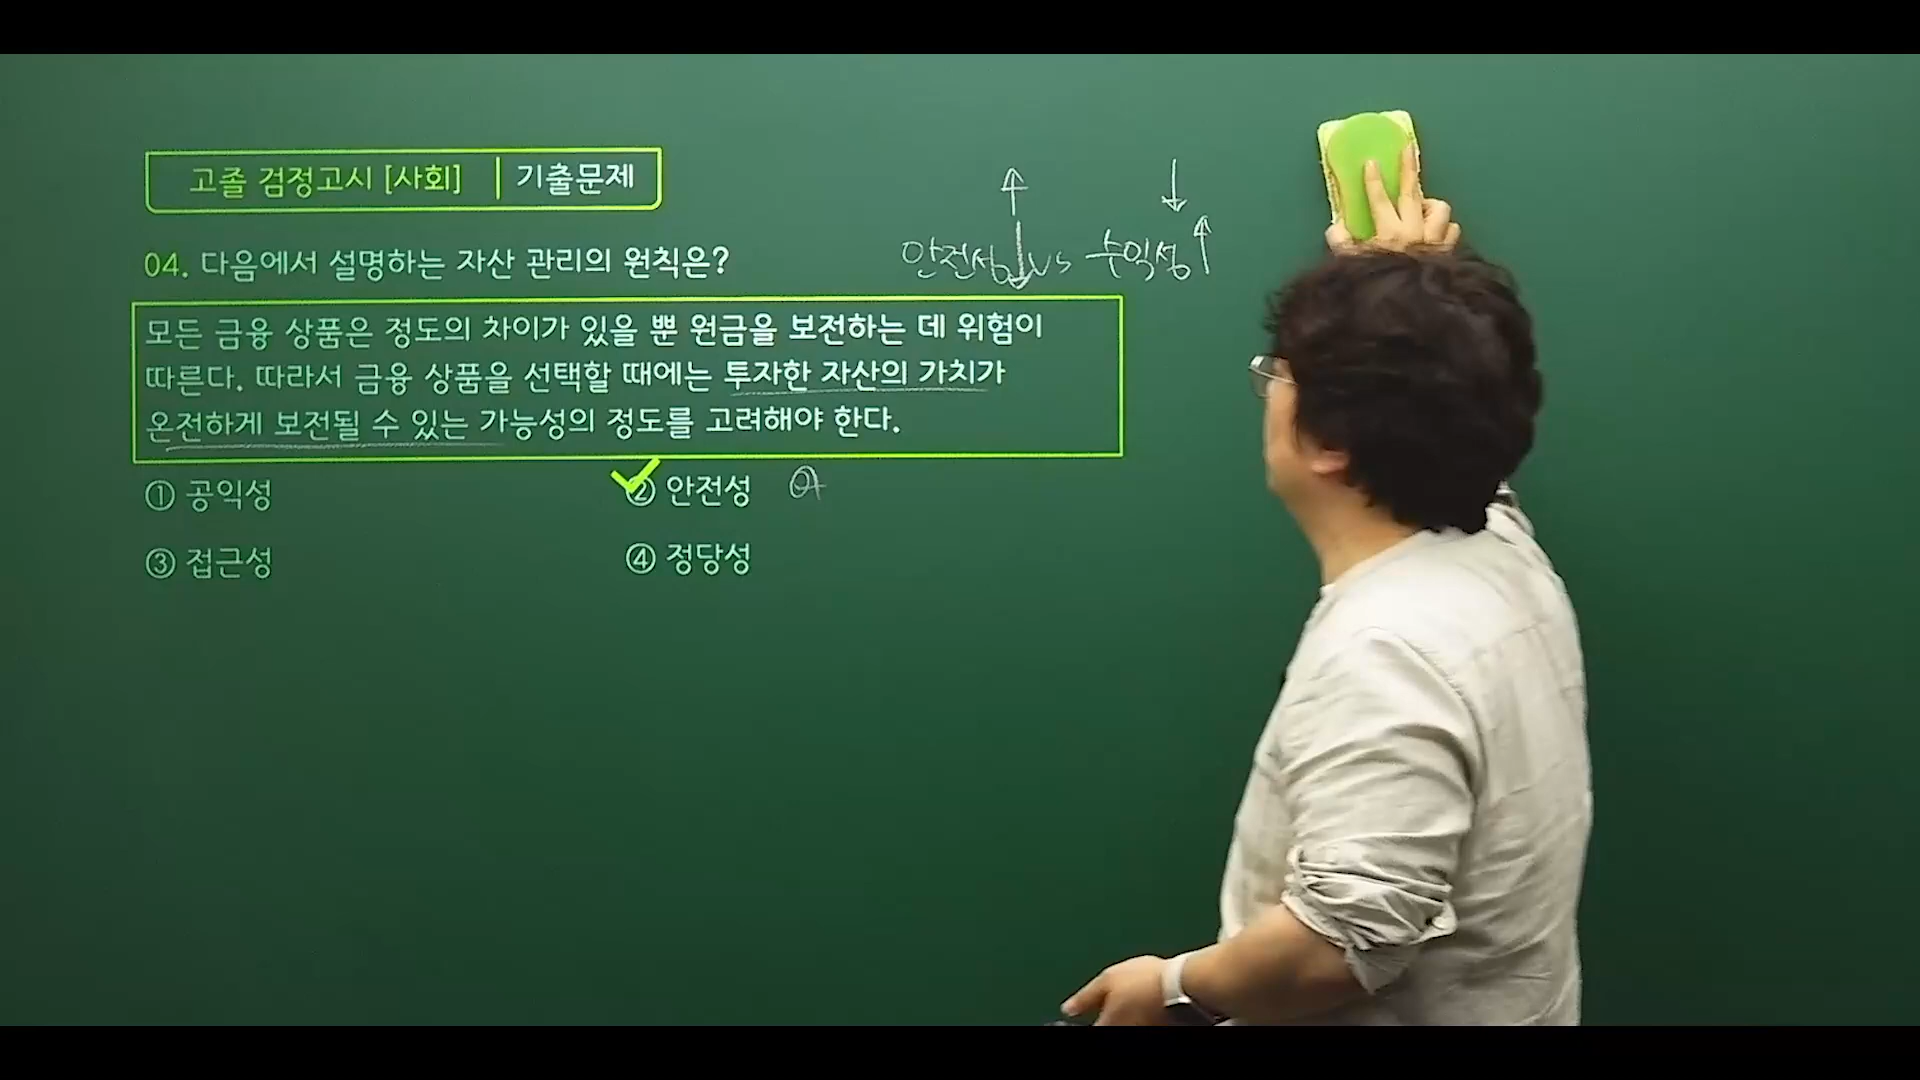 고졸 검정고시 [사회] | 기출문제
안전성 vs 수익성
04. 다음에서 설명하는 자산 관리의 원칙은?
모든 금융 상품은 정도의 차이가 있을 뿐 원금을 보전하는 데 위험이
따른다. 따라서 금융 상품을 선택할 때에는 투자한 자산의 가치가
온전하게 보전될 수 있는 가능성의 정도를 고려해야 한다.
① 공익성
② 안전성
③ 접근성
④ 정당성